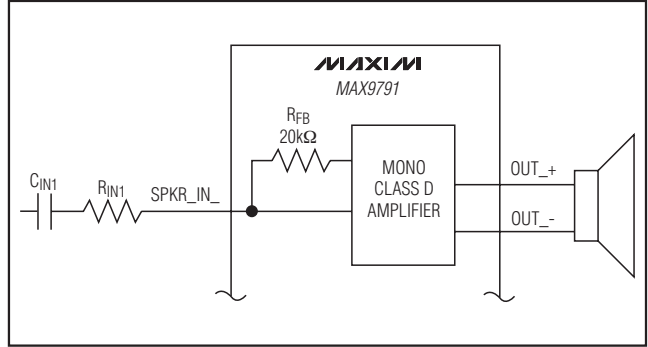 MAXIM
MAX9791
RFB
20kΩ
CIN1
RIN1
SPKR_IN_
MONO
CLASS D
AMPLIFIER
OUT_+
OUT_-